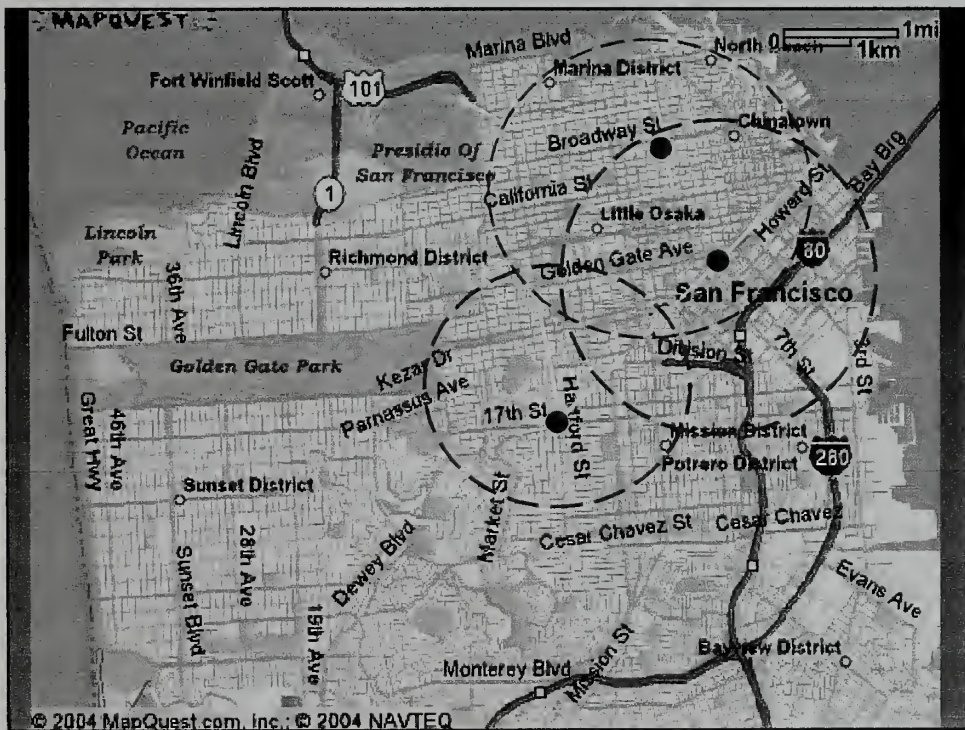 MAPQUEST
0 1mi
1km
Marina Blvd
North Beach
Marina District
Fort Winfield Scott
101
Chinatown
Broadway St
Pacific
Ocean
Presidio Of
San Francisco
Lincoln Blvd
Bay Brg
1
California St
Howard St
Little Osaka
Lincoln
Park
80
Richmond District
Golden Gate Ave
36th Ave
San Francisco
Fulton St
Division St
7th St
3rd St
Golden Gate Park
Kezar Dr
Parnassus Ave
Great Hwy
46th Ave
17th St
Hartford St
Mission District
Potrero District
280
Sunset District
Market St
Cesar Chavez St
Cesar Chavez
28th Ave
Dewey Blvd
Sunset Blvd
Evans Ave
19th Ave
Bayview District
Monterey Blvd
Mission St
© 2004 MapQuest.com, Inc.; © 2004 NAVTEQ